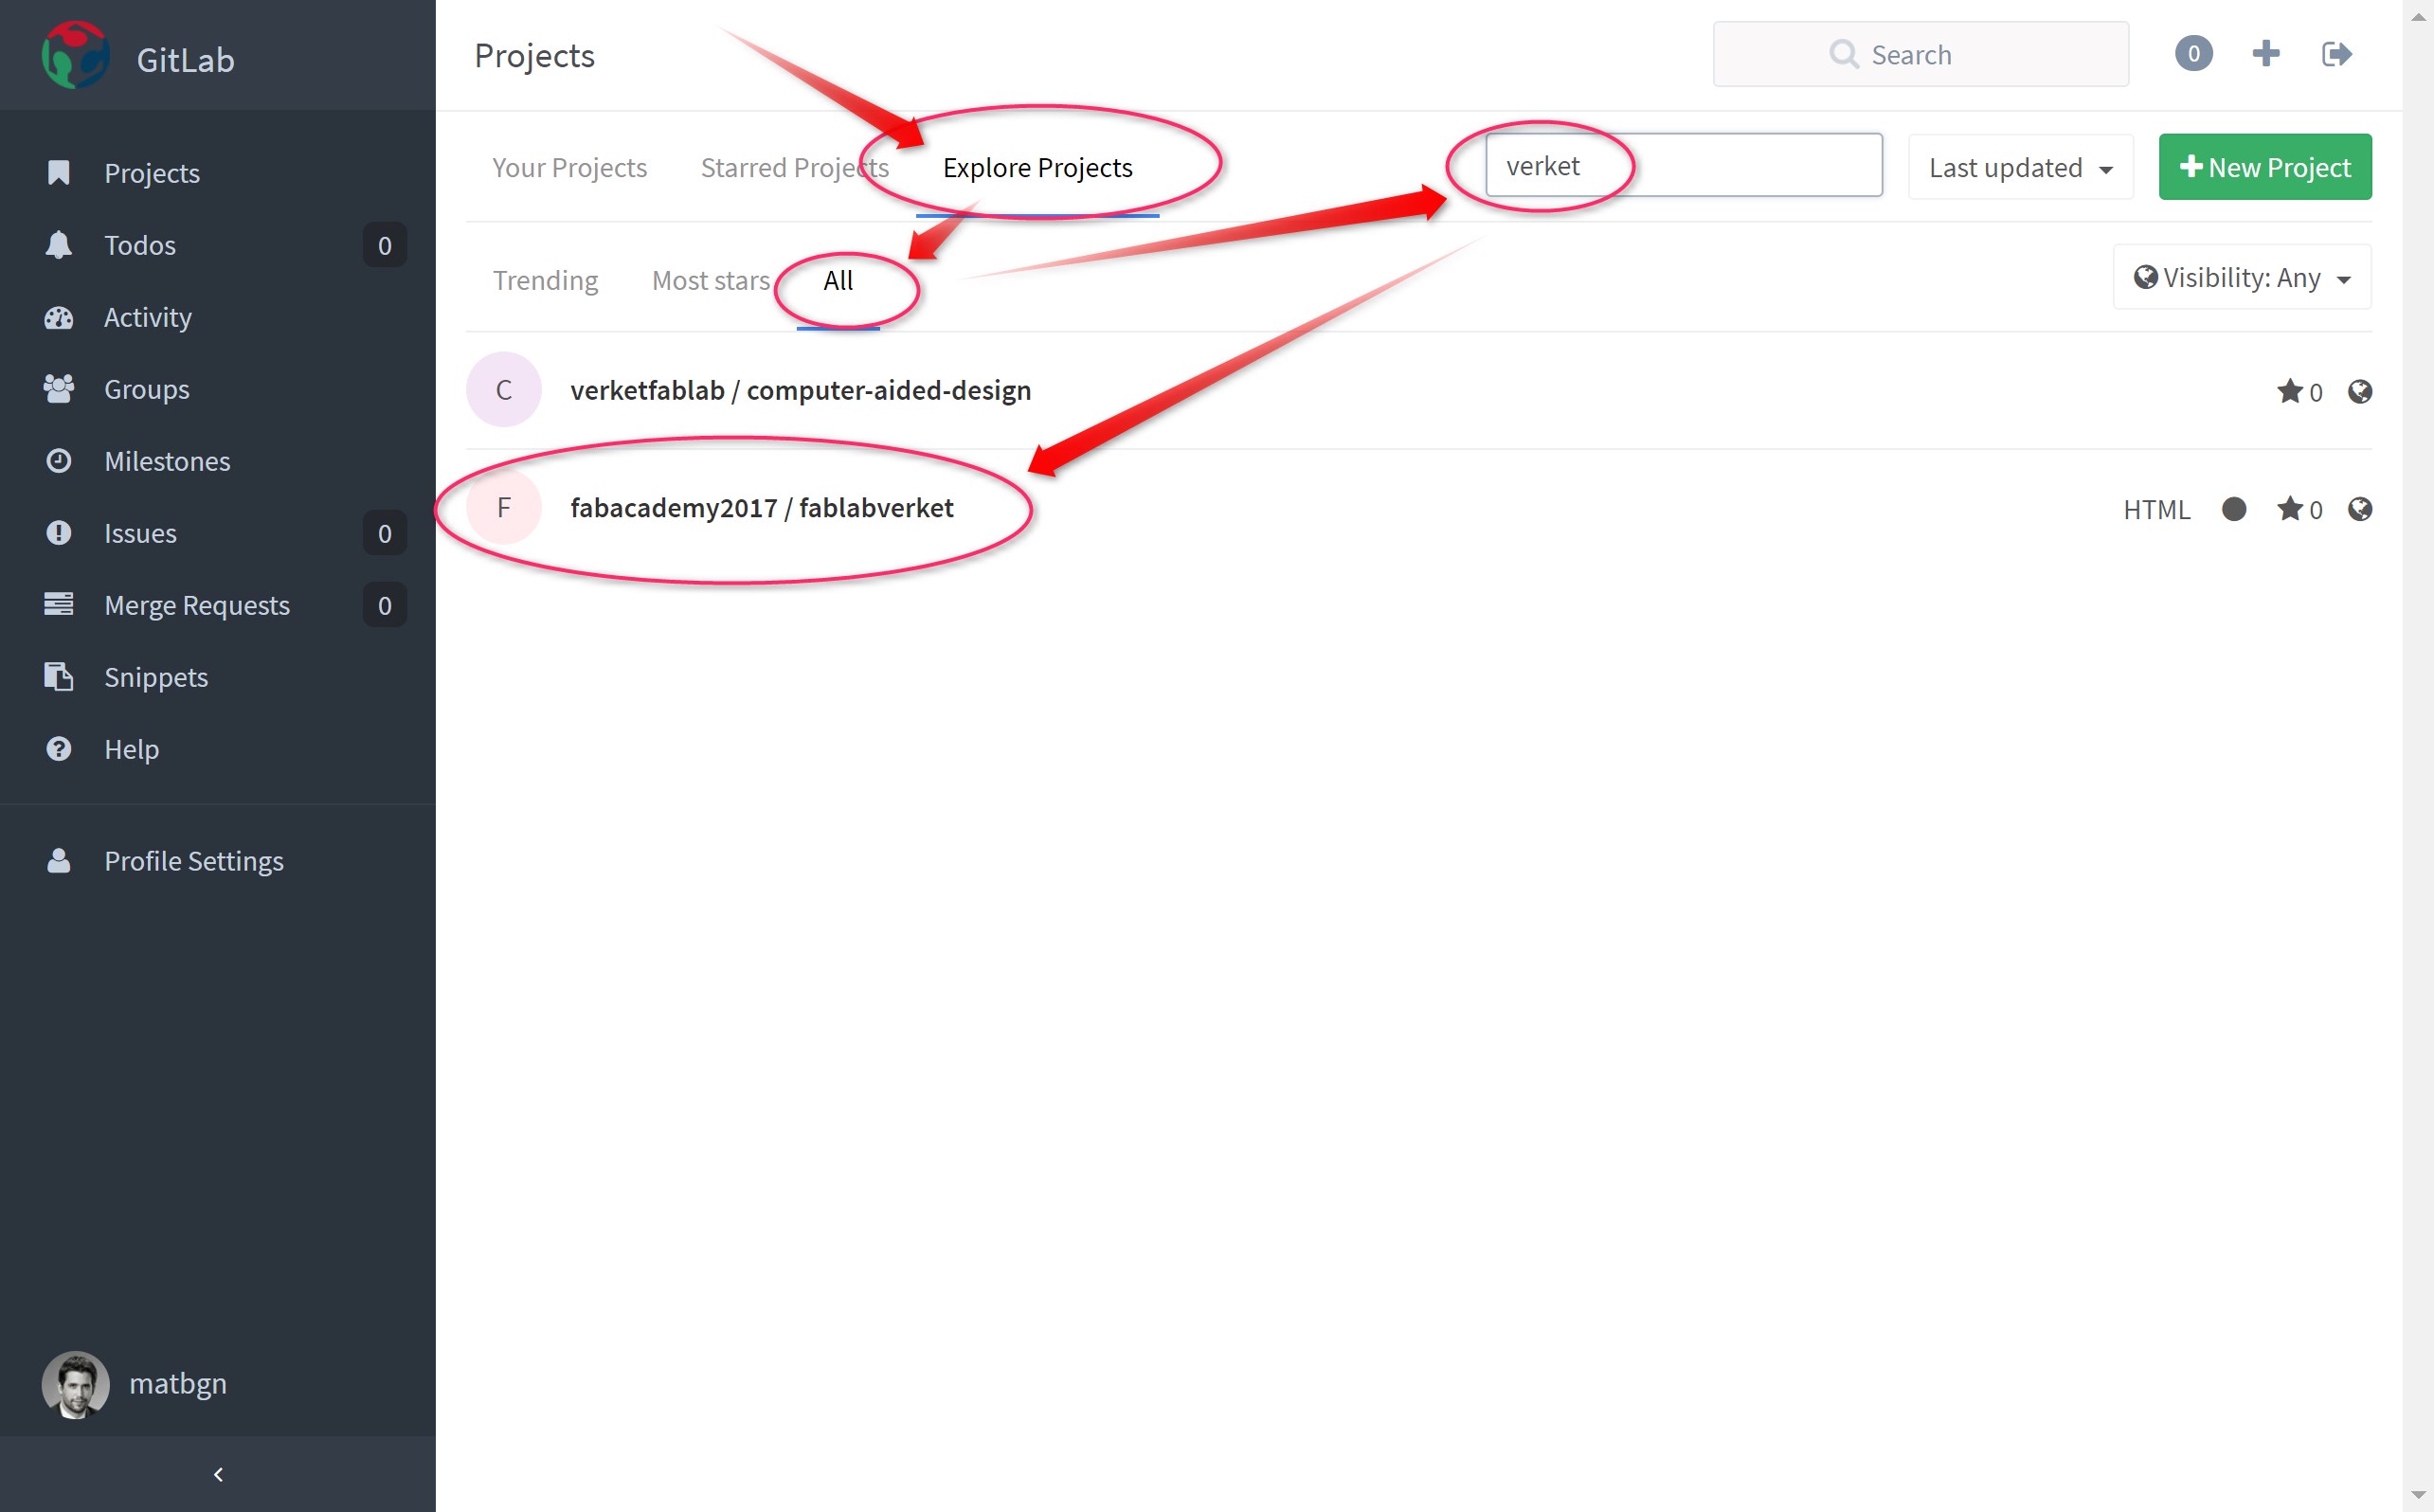 GitLab
Projects
Search
0
Your Projects
Starred Projects
Explore Projects
verket
Last updated
New Project
Trending
Most stars
All
Visibility: Any
C
verketfablab / computer-aided-design
0
F
fabacademy2017 / fablabverket
HTML
0
Projects
Todos 0
Activity
Groups
Milestones
Issues 0
Merge Requests 0
Snippets
Help
Profile Settings
matbgn